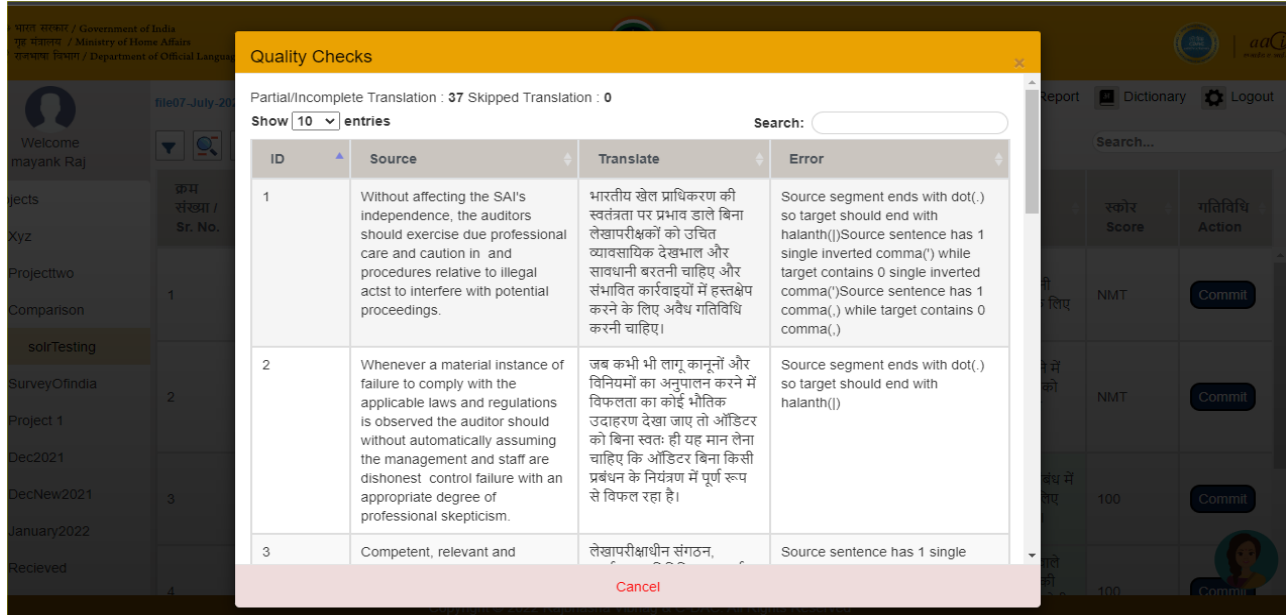 भारत सरकार / Government of India
गृह मंत्रालय / Ministry of Home Affairs
राजभाषा विभाग / Department of Official Languag
Quality Checks
×
Partial/Incomplete Translation : 37 Skipped Translation : 0
Show 10 entries
Search:
ID Source Translate Error
1
Without affecting the SAI's
independence, the auditors
should exercise due professional
care and caution in and
procedures relative to illegal
actst to interfere with potential
proceedings.
भारतीय खेल प्राधिकरण की
स्वतंत्रता पर प्रभाव डाले बिना
लेखापरीक्षकों को उचित
व्यावसायिक देखभाल और
सावधानी बरतनी चाहिए और
संभावित कार्रवाइयों में हस्तक्षेप
करने के लिए अवैध गतिविधि
करनी चाहिए।
Source segment ends with dot(.)
so target should end with
halanth(|)Source sentence has 1
single inverted comma(') while
target contains 0 single inverted
comma(')Source sentence has 1
comma(,) while target contains 0
comma(,)
2
Whenever a material instance of
failure to comply with the
applicable laws and regulations
is observed the auditor should
without automatically assuming
the management and staff are
dishonest control failure with an
appropriate degree of
professional skepticism.
जब कभी भी लागू कानूनों और
विनियमों का अनुपालन करने में
विफलता का कोई भौतिक
उदाहरण देखा जाए तो ऑडिटर
को बिना स्वतः ही यह मान लेना
चाहिए कि ऑडिटर बिना किसी
प्रबंधन के नियंत्रण में पूर्ण रूप
से विफल रहा है।
Source segment ends with dot(.)
so target should end with
halanth(|)
3
Competent, relevant and
लेखापरीक्षाधीन संगठन,
Source sentence has 1 single
Cancel
Welcome
mayank Raj
jects
Xyz
Projecttwo
Comparison
solrTesting
SurveyOfindia
Project 1
Dec2021
DecNew2021
January2022
Recieved
file07-July-202
क्रम
संख्या /
Sr. No.
1
2
3
4
Report Dictionary Logout
Search...
स्कोर
Score
गतिविधि
Action
लिए
NMT Commit
में
को
NMT Commit
बंध में
100 Commit
की
100 Commit